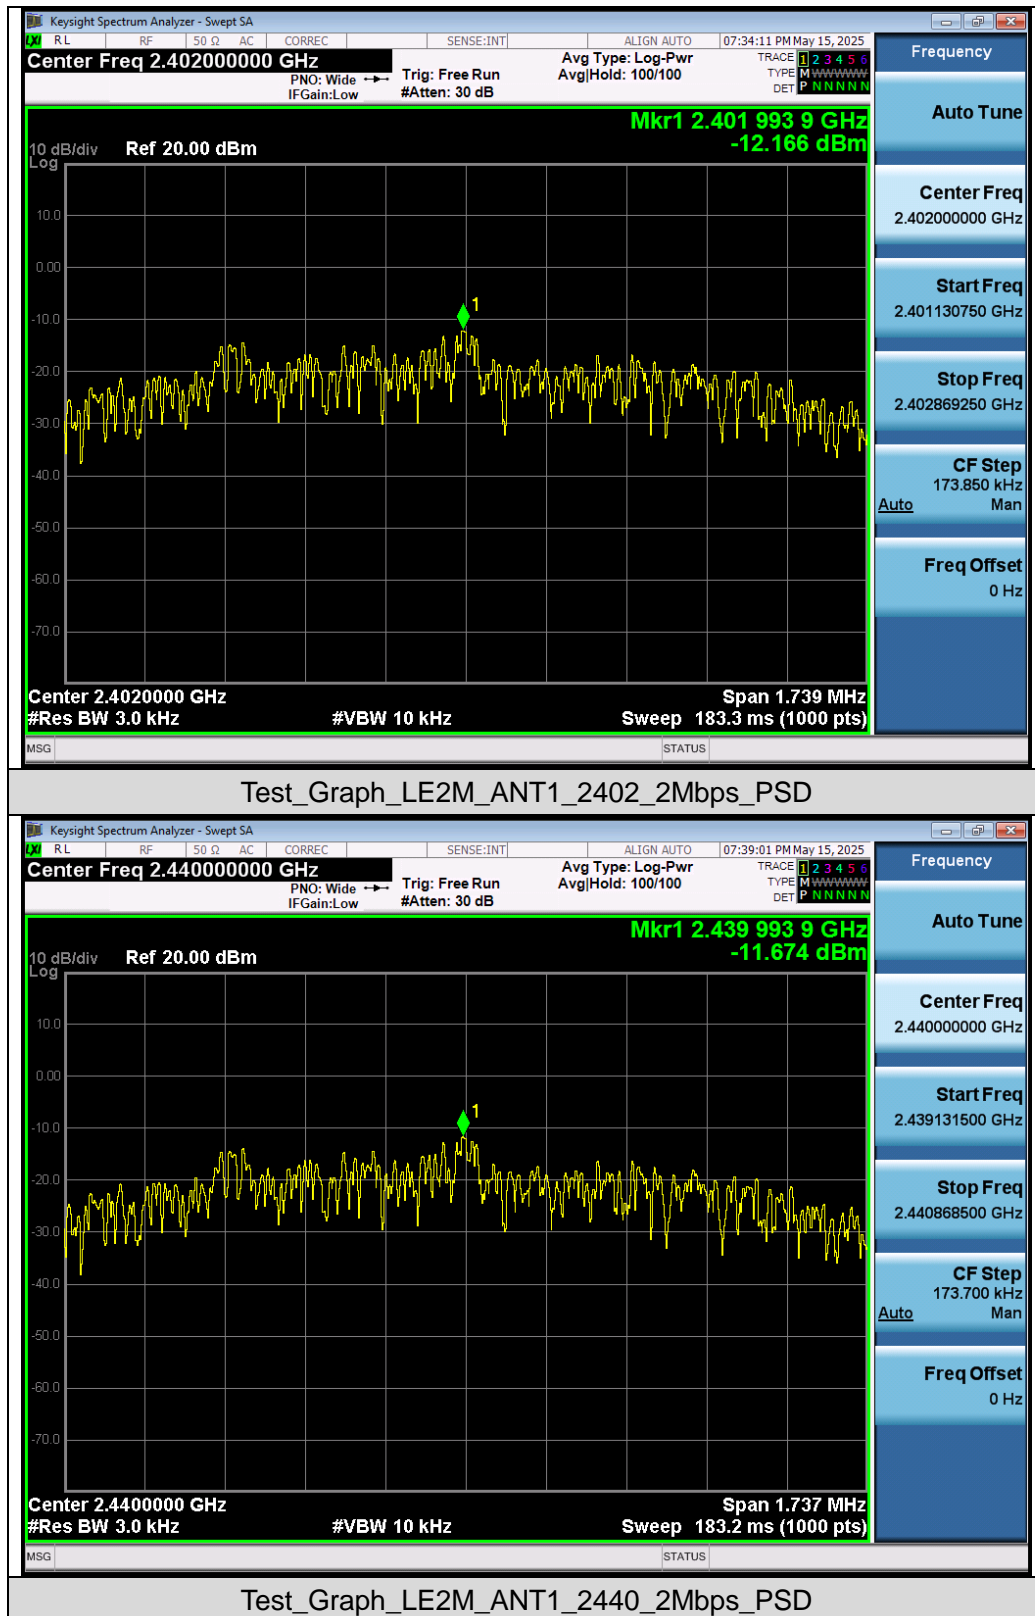 Keysight Spectrum Analyzer - Swept SA
LXI RL RF 50 Ω AC CORREC SENSE:INT ALIGN AUTO 07:34:11 PM May 15, 2025
Center Freq 2.402000000 GHz
PNO: Wide Trig: Free Run Avg Type: Log-Pwr TRACE 1 2 3 4 5 6
IFGain:Low #Atten: 30 dB Avg|Hold: 100/100 TYPE M WWWWW
DET P N N N N N
Mkr1 2.401 993 9 GHz
-12.166 dBm
10 dB/div Ref 20.00 dBm
Log
10.0
0.00
-10.0
1
-20.0
-30.0
-40.0
-50.0
-60.0
-70.0
Center 2.4020000 GHz Span 1.739 MHz
#Res BW 3.0 kHz #VBW 10 kHz Sweep 183.3 ms (1000 pts)
MSG STATUS
Frequency
Auto Tune
Center Freq
2.402000000 GHz
Start Freq
2.401130750 GHz
Stop Freq
2.402869250 GHz
CF Step
173.850 kHz
Auto Man
Freq Offset
0 Hz
Test_Graph_LE2M_ANT1_2402_2Mbps_PSD
Keysight Spectrum Analyzer - Swept SA
LXI RL RF 50 Ω AC CORREC SENSE:INT ALIGN AUTO 07:39:01 PM May 15, 2025
Center Freq 2.440000000 GHz
PNO: Wide Trig: Free Run Avg Type: Log-Pwr TRACE 1 2 3 4 5 6
IFGain:Low #Atten: 30 dB Avg|Hold: 100/100 TYPE M WWWWW
DET P N N N N N
Mkr1 2.439 993 9 GHz
-11.674 dBm
10 dB/div Ref 20.00 dBm
Log
10.0
0.00
-10.0
1
-20.0
-30.0
-40.0
-50.0
-60.0
-70.0
Center 2.4400000 GHz Span 1.737 MHz
#Res BW 3.0 kHz #VBW 10 kHz Sweep 183.2 ms (1000 pts)
MSG STATUS
Frequency
Auto Tune
Center Freq
2.440000000 GHz
Start Freq
2.439131500 GHz
Stop Freq
2.440868500 GHz
CF Step
173.700 kHz
Auto Man
Freq Offset
0 Hz
Test_Graph_LE2M_ANT1_2440_2Mbps_PSD